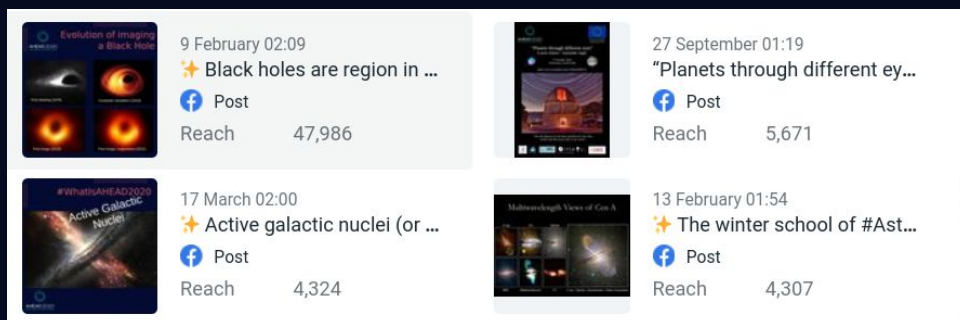 Evolution of imaging
a Black Hole
9 February 02:09
✨ Black holes are region in ...
Post
Reach 47,986
27 September 01:19
“Planets through different ey...
Post
Reach 5,671
#WhatIsAHEAD2020
Active Galactic
Nuclei
17 March 02:00
✨ Active galactic nuclei (or ...
Post
Reach 4,324
Multiwavelength Views of Cen A
13 February 01:54
✨ The winter school of #Ast...
Post
Reach 4,307